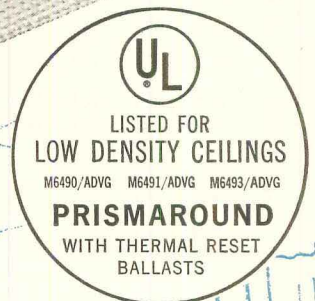 UL
®
LISTED FOR
LOW DENSITY CEILINGS
M6490/ADVG M6491/ADVG M6493/ADVG
PRISMAROUND
WITH THERMAL RESET
BALLASTS